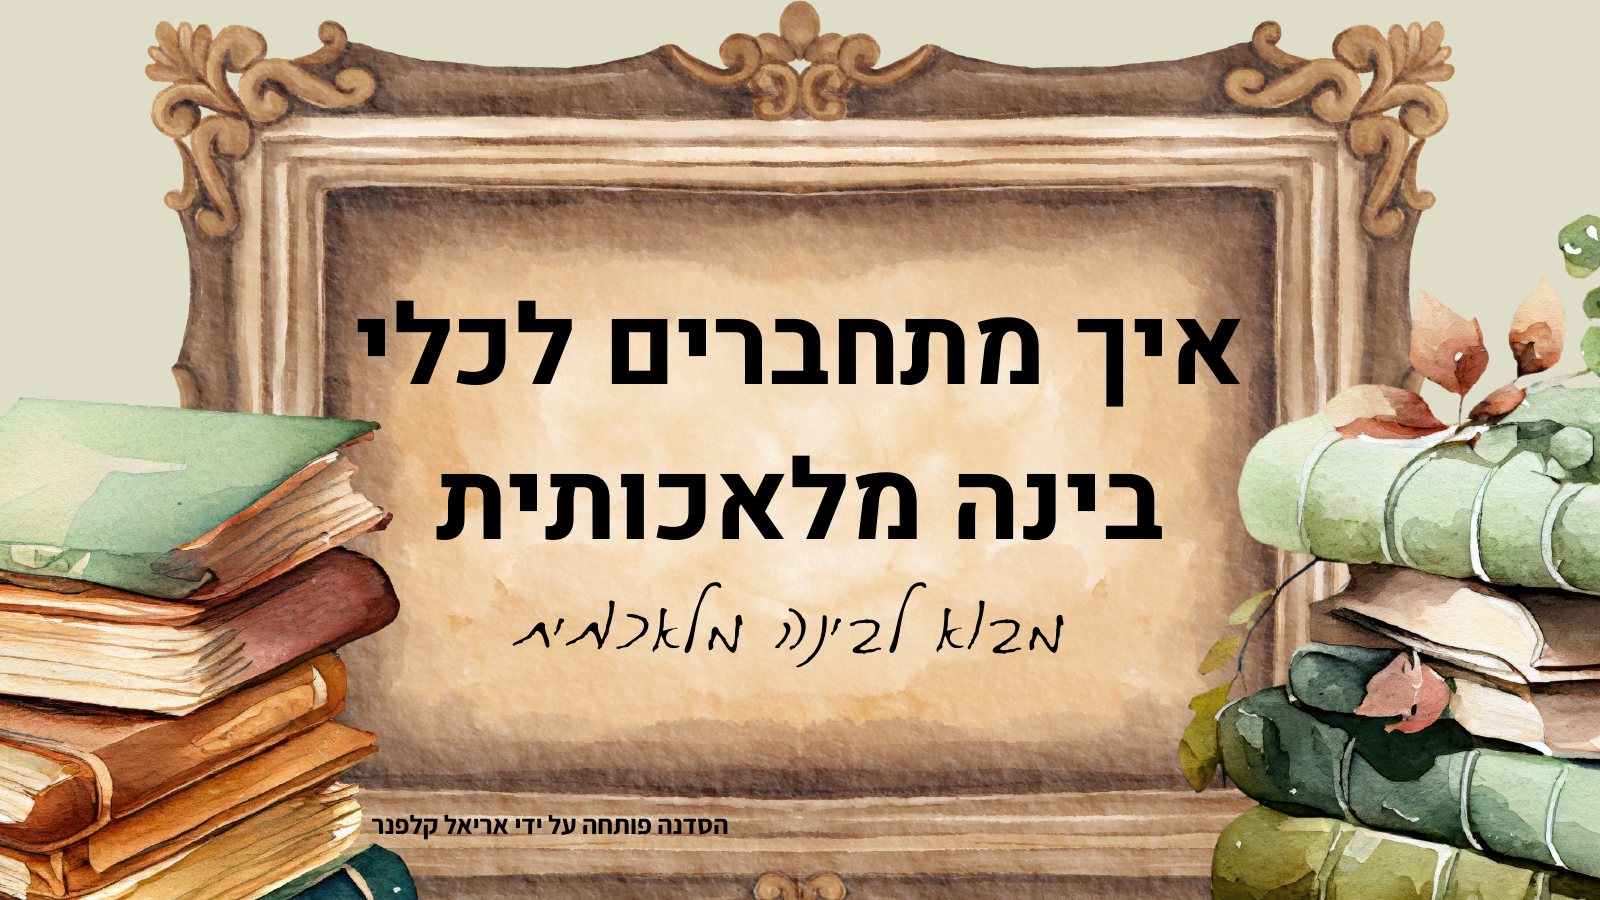 איך מתחברים לכלי
בינה מלאכותית
מבוא לבינה מלאכותית
הסדנה פותחה על ידי אריאל קלפנר